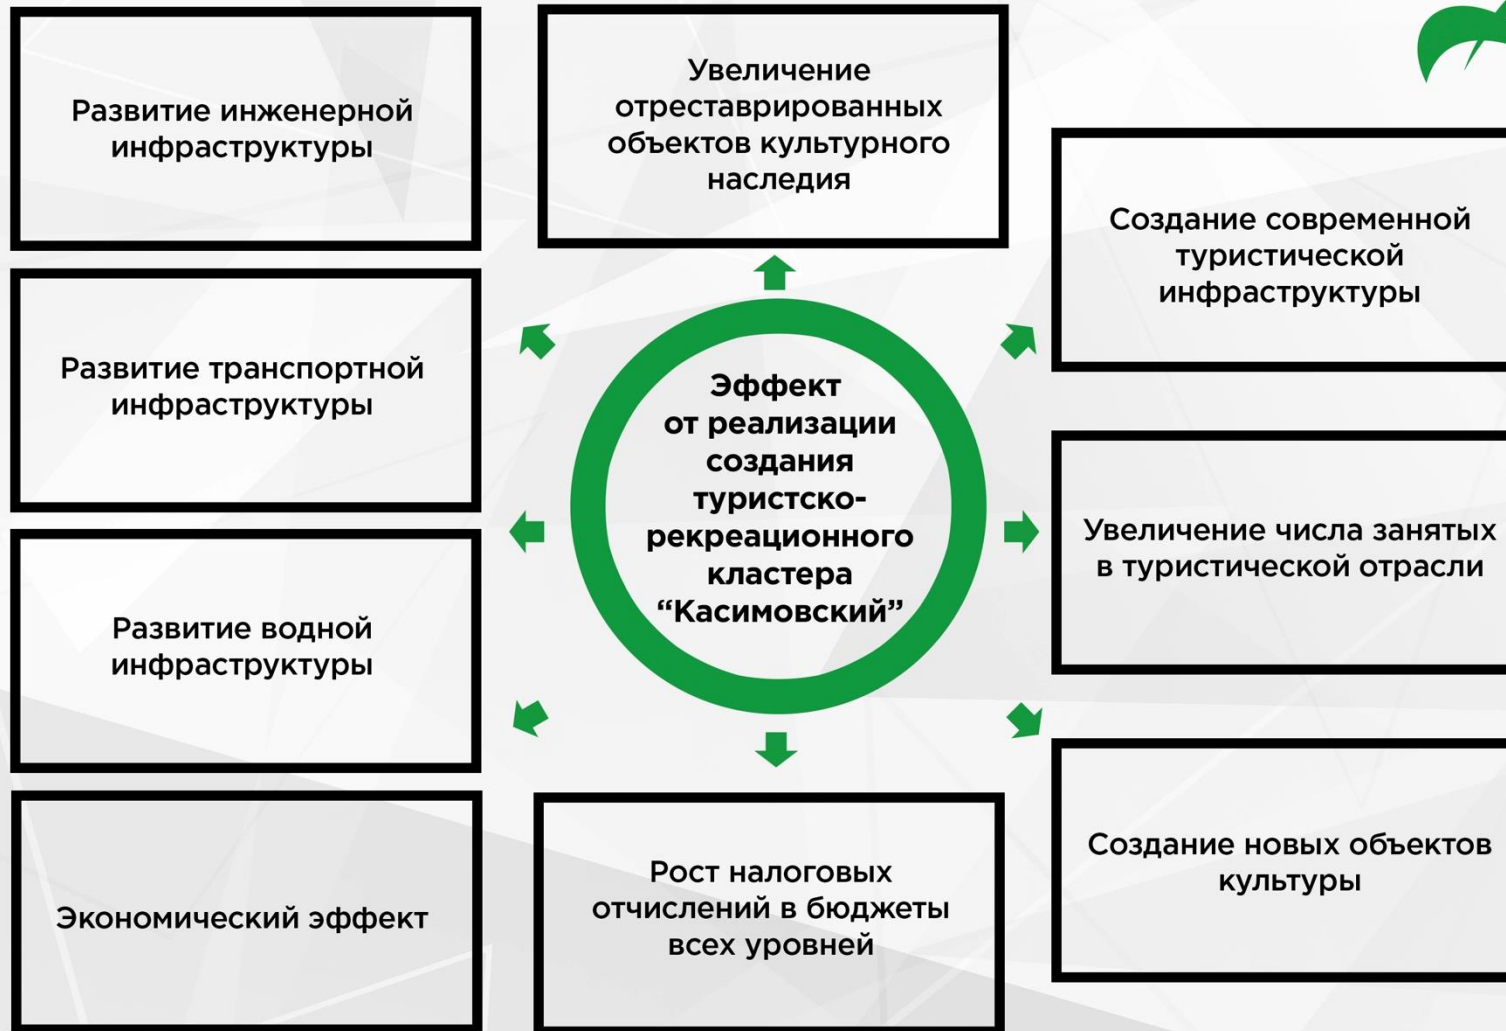 Развитие инженерной
инфраструктуры
Увеличение
отреставрированных
объектов культурного
наследия
Создание современной
туристической
инфраструктуры
Развитие транспортной
инфраструктуры
Эффект
от реализации
создания
туристско-
рекреационного
кластера
“Касимовский”
Увеличение числа занятых
в туристической отрасли
Развитие водной
инфраструктуры
Создание новых объектов
культуры
Экономический эффект
Рост налоговых
отчислений в бюджеты
всех уровней